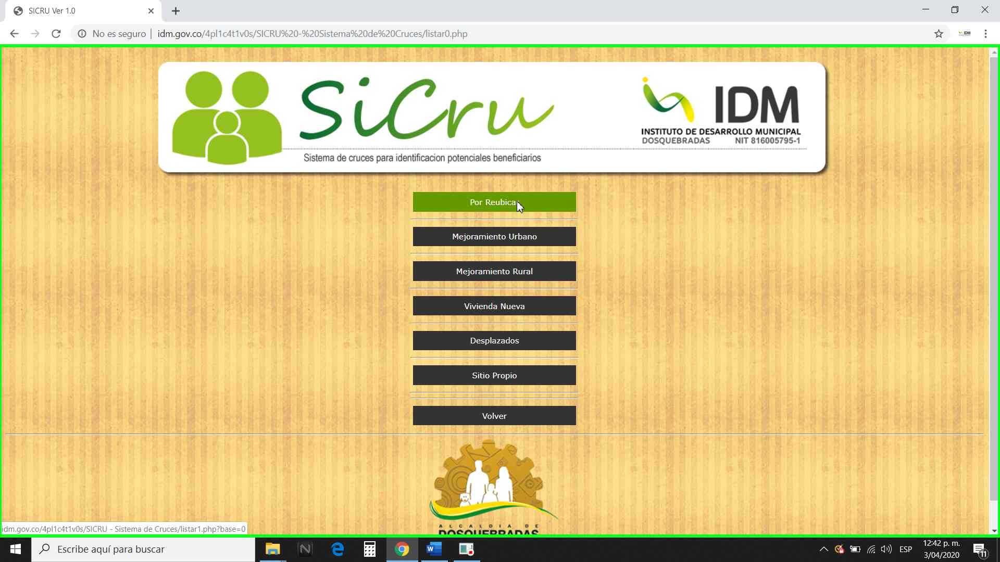 SICRU Ver 1.0
No es seguro | idm.gov.co/4pl1c4t1v0s/SICRU%20-%20Sistema%20de%20Cruces/listar0.php
IDM
SiCru
IDM
INSTITUTO DE DESARROLLO MUNICIPAL
DOSQUEBRADAS NIT 816005795-1
Sistema de cruces para identificacion potenciales beneficiarios
Por Reubicar
Mejoramiento Urbano
Mejoramiento Rural
Vivienda Nueva
Desplazados
Sitio Propio
Volver
ALCALDIA DE
DOSQUEBRADAS
idm.gov.co/4pl1c4t1v0s/SICRU - Sistema de Cruces/listar1.php?base=0
Escribe aquí para buscar
ESP
12:42 p. m.
3/04/2020
11